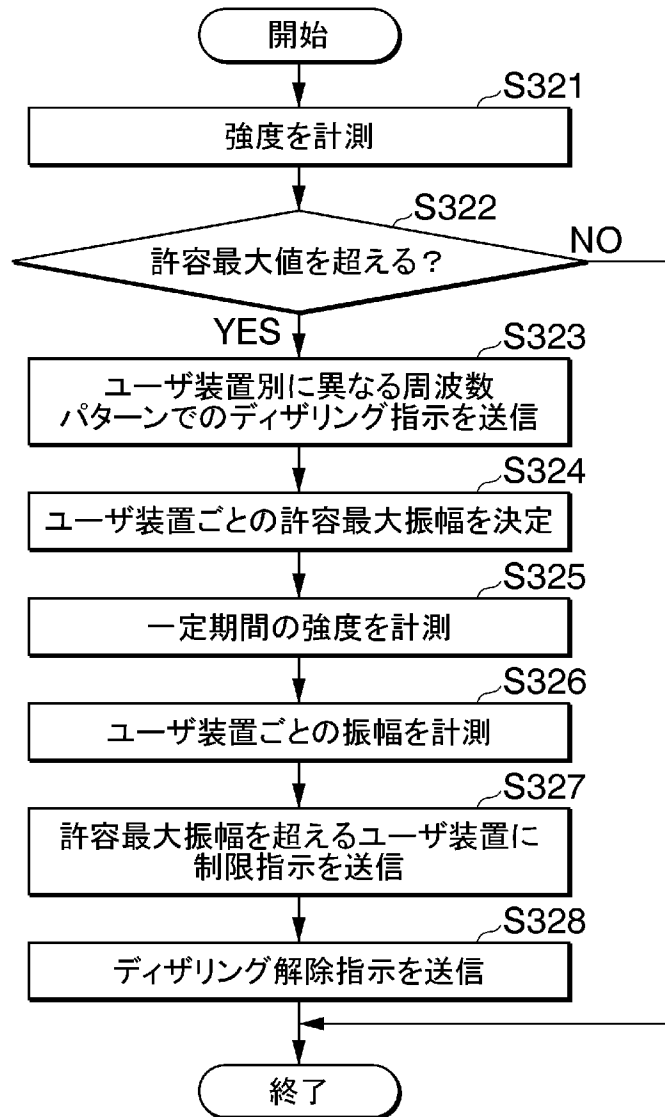 開始
S321
強度を計測
S322
許容最大値を超える?
NO
YES
S323
ユーザ装置別に異なる周波数
パターンでのディザリング指示を送信
S324
ユーザ装置ごとの許容最大振幅を決定
S325
一定期間の強度を計測
S326
ユーザ装置ごとの振幅を計測
S327
許容最大振幅を超えるユーザ装置に
制限指示を送信
S328
ディザリング解除指示を送信
終了